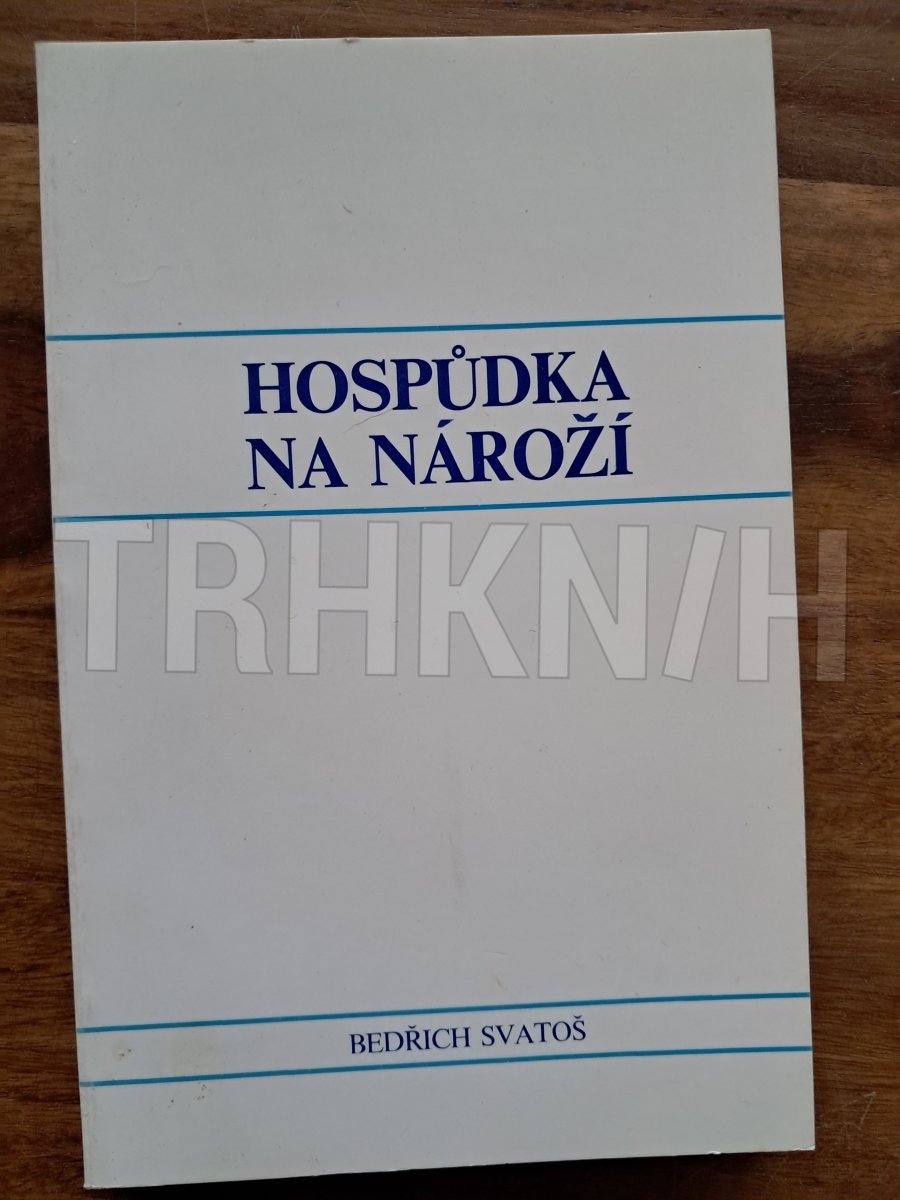 HOSPŮDKA
NA NÁROŽÍ
TRHKNIH
BEDŘICH SVATOŠ